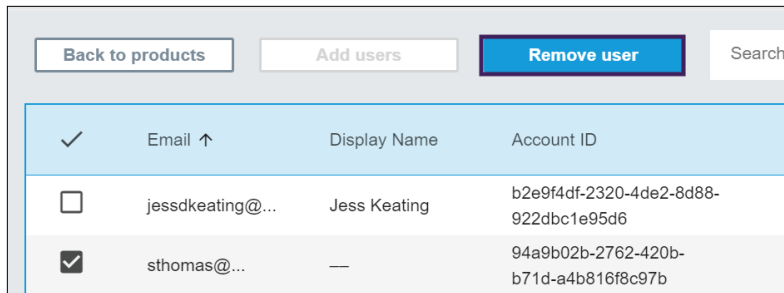 Back to products
Add users
Remove user
Search
Email ↑
Display Name
Account ID
jessdkeating@...
Jess Keating
b2e9f4df-2320-4de2-8d88-
922dbc1e95d6
sthomas@...
—
94a9b02b-2762-420b-
b71d-a4b816f8c97b